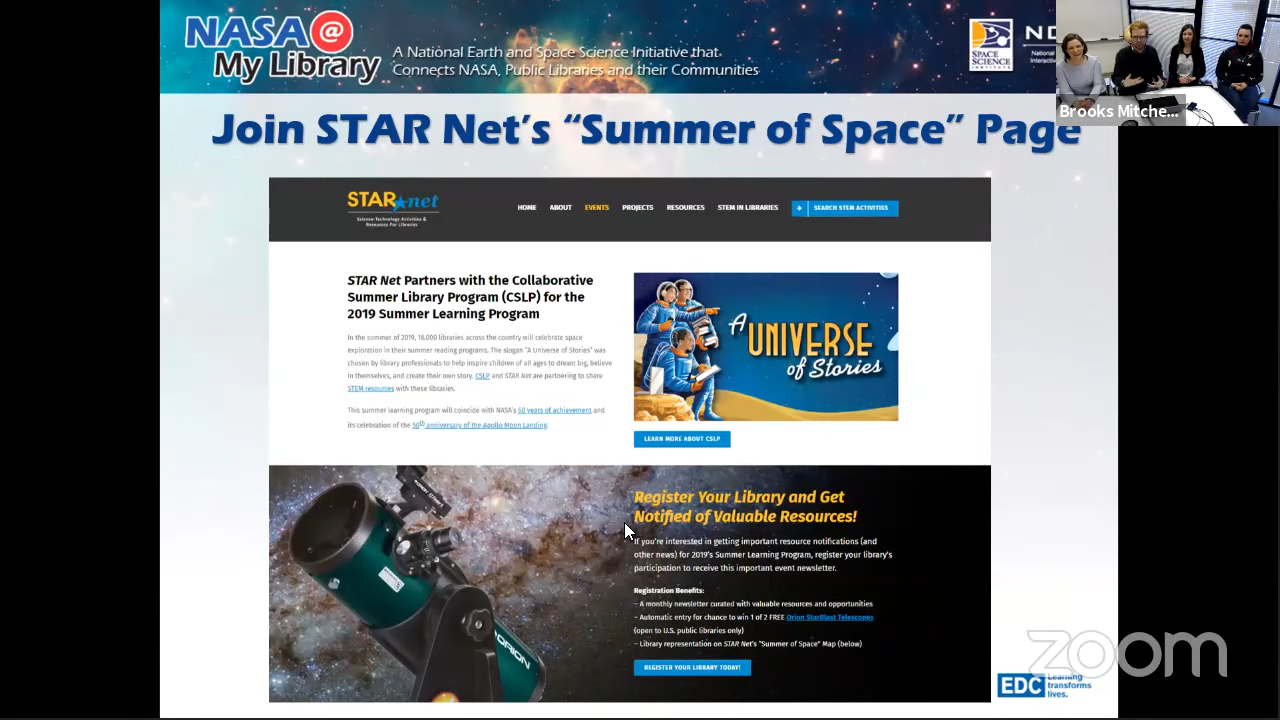 NASA@
My Library
A National Earth and Space Science Initiative that
Connects NASA, Public Libraries and their Communities
SPACE
SCIENCE
INSTITUTE
National
Brooks Mitche...
Join STAR Net's “Summer of Space” Page
STAR net
Science-Technology Activities &
Resources For Libraries
HOME ABOUT EVENTS PROJECTS RESOURCES STEM IN LIBRARIES SEARCH STEM ACTIVITIES
STAR Net Partners with the Collaborative
Summer Library Program (CSLP) for the
2019 Summer Learning Program
In the summer of 2019, 16,000 libraries across the country will celebrate space
exploration in their summer reading programs. The slogan “A Universe of Stories” was
chosen by library professionals to help inspire children of all ages to dream big, believe
in themselves, and create their own story. CSLP and STAR Net are partnering to share
STEM resources with these libraries.
This summer learning program will coincide with NASA's 60 years of achievement and
its celebration of the 50th anniversary of the Apollo Moon Landing.
A UNIVERSE
of Stories
LEARN MORE ABOUT CSLP
Register Your Library and Get
Notified of Valuable Resources!
If you're interested in getting important resource notifications (and
other news) for 2019's Summer Learning Program, register your library's
participation to receive this important event newsletter.
Registration Benefits:
– A monthly newsletter curated with valuable resources and opportunities
– Automatic entry for chance to win 1 of 2 FREE Orion StarBlast Telescopes
(open to U.S. public libraries only)
– Library representation on STAR Net's “Summer of Space” Map (below)
REGISTER YOUR LIBRARY TODAY!
ORION
zoom
EDC Learning
transforms
lives.